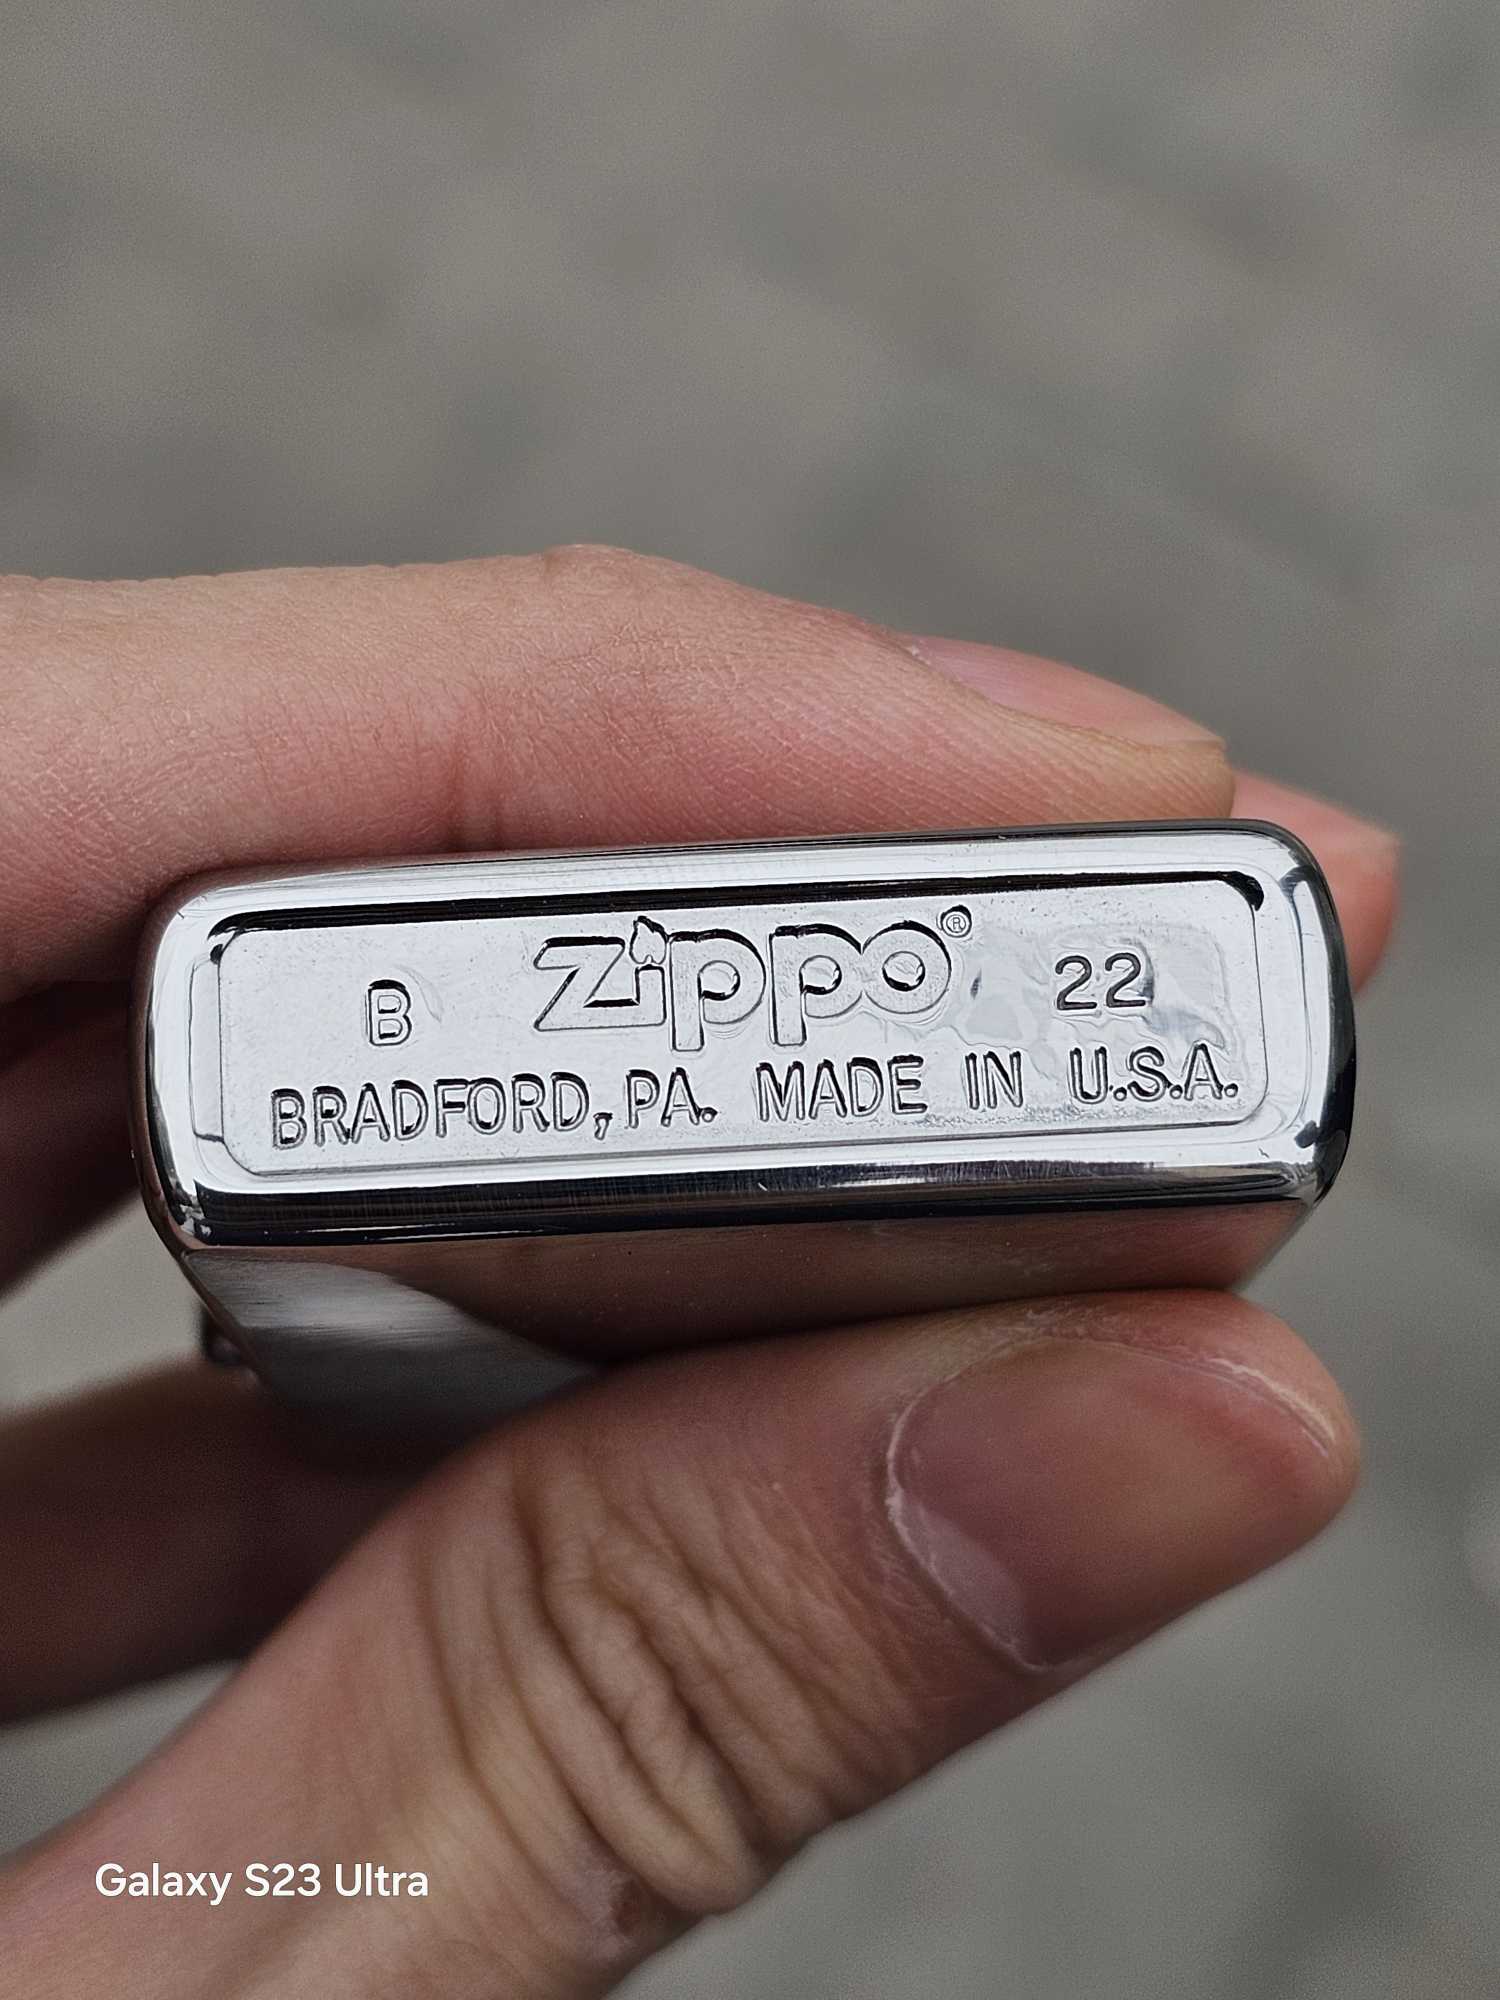 B zippo® 22
BRADFORD, PA. MADE IN U.S.A.
Galaxy S23 Ultra